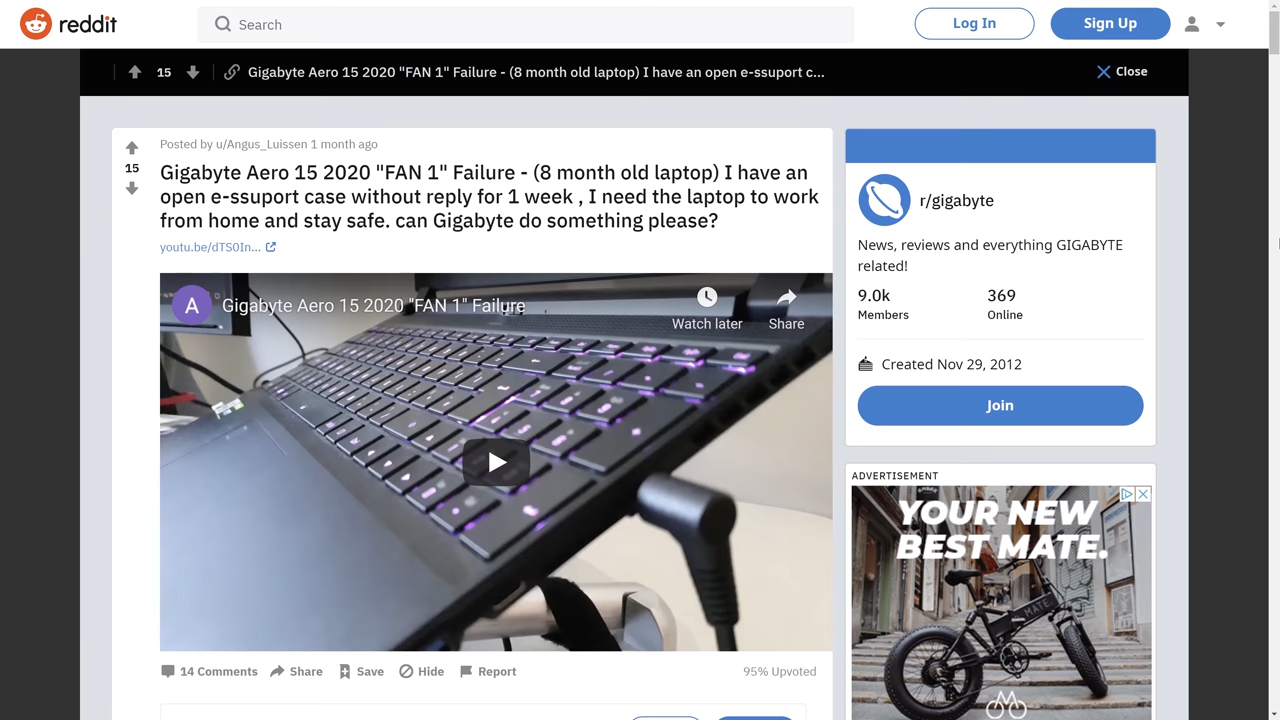 reddit
Search
Log In
Sign Up
15
Gigabyte Aero 15 2020 "FAN 1" Failure - (8 month old laptop) I have an open e-ssuport c...
Close
Posted by u/Angus_Luissen 1 month ago
15
Gigabyte Aero 15 2020 "FAN 1" Failure - (8 month old laptop) I have an
open e-ssuport case without reply for 1 week , I need the laptop to work
from home and stay safe. can Gigabyte do something please?
youtu.be/dTS0In...
A
Gigabyte Aero 15 2020 "FAN 1" Failure
Watch later
Share
14 Comments
Share
Save
Hide
Report
95% Upvoted
r/gigabyte
News, reviews and everything GIGABYTE
related!
9.0k
369
Members
Online
Created Nov 29, 2012
Join
ADVERTISEMENT
YOUR NEW
BEST MATE.
MATE